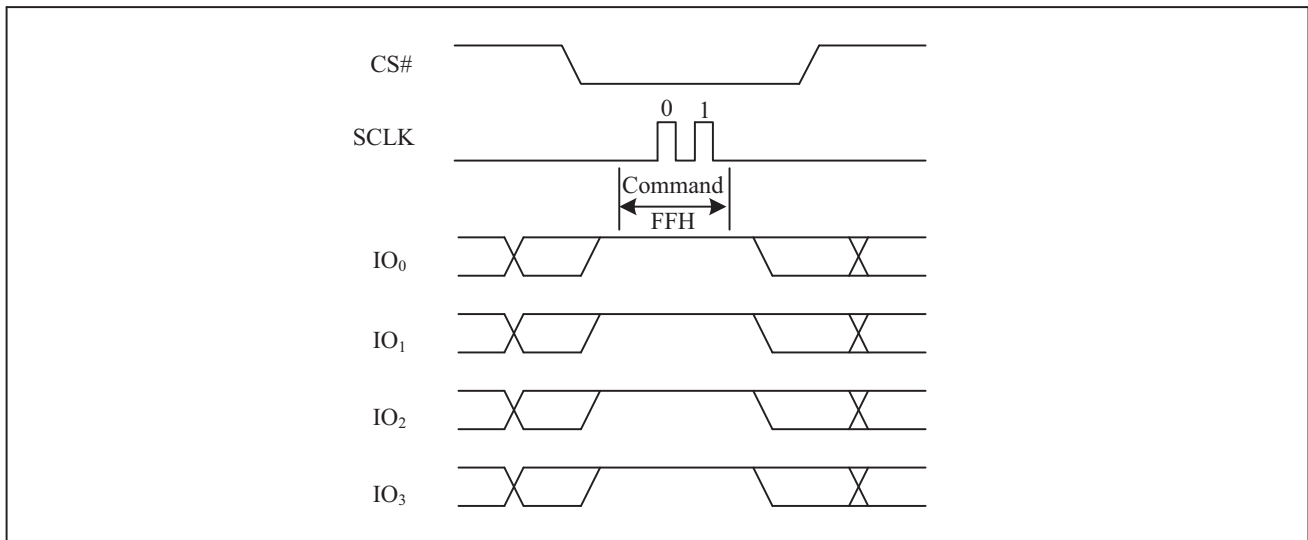 CS#
0 1
SCLK
Command
FFH
IO₀
IO₁
IO₂
IO₃